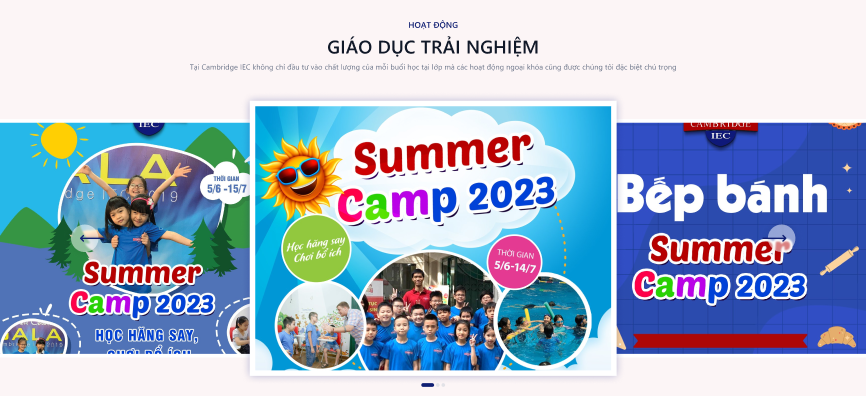 HOẠT ĐỘNG
GIÁO DỤC TRẢI NGHIỆM
Tại Cambridge IEC không chỉ đầu tư vào chất lượng của mỗi buổi học tại lớp mà các hoạt động ngoại khóa cũng được chúng tôi đặc biệt chú trọng
IEC
ALA
THỜI GIAN
5/6 -15/7
Summer
Camp 2023
HỌC HĂNG SAY,
CHƠI BỔ ÍCH
Summer
Camp 2023
Học hăng say
Chơi bổ ích
THỜI GIAN
5/6-14/7
CAMBRIDGE
IEC
Bếp bánh
Summer
Camp 2023